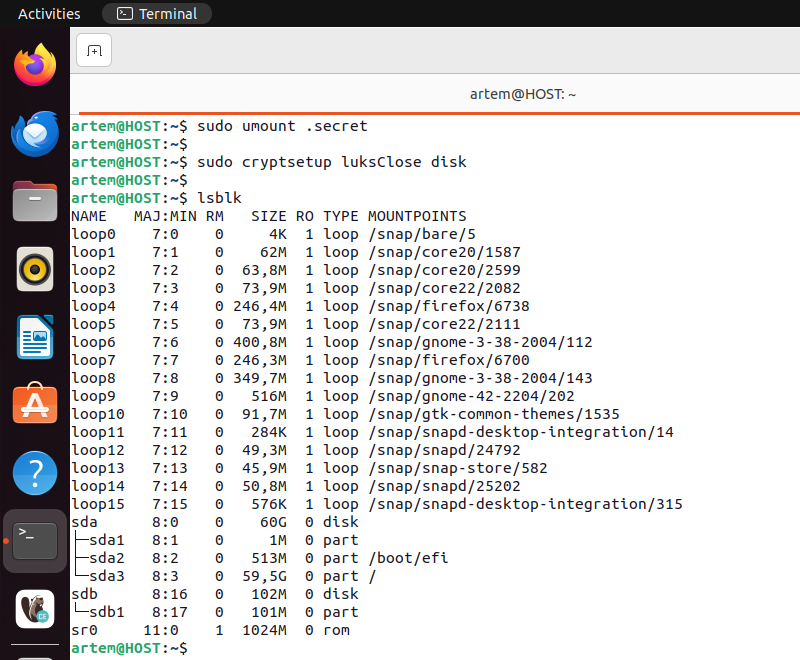 Activities Terminal
artem@HOST: ~
artem@HOST:~$ sudo umount .secret
artem@HOST:~$
artem@HOST:~$ sudo cryptsetup luksClose disk
artem@HOST:~$
artem@HOST:~$ lsblk
NAME   MAJ:MIN RM   SIZE RO TYPE MOUNTPOINTS
loop0    7:0    0     4K  1 loop /snap/bare/5
loop1    7:1    0    62M  1 loop /snap/core20/1587
loop2    7:2    0  63,8M  1 loop /snap/core20/2599
loop3    7:3    0  73,9M  1 loop /snap/core22/2082
loop4    7:4    0 246,4M  1 loop /snap/firefox/6738
loop5    7:5    0  73,9M  1 loop /snap/core22/2111
loop6    7:6    0 400,8M  1 loop /snap/gnome-3-38-2004/112
loop7    7:7    0 246,3M  1 loop /snap/firefox/6700
loop8    7:8    0 349,7M  1 loop /snap/gnome-3-38-2004/143
loop9    7:9    0   516M  1 loop /snap/gnome-42-2204/202
loop10   7:10   0  91,7M  1 loop /snap/gtk-common-themes/1535
loop11   7:11   0   284K  1 loop /snap/snapd-desktop-integration/14
loop12   7:12   0  49,3M  1 loop /snap/snapd/24792
loop13   7:13   0  45,9M  1 loop /snap/snap-store/582
loop14   7:14   0  50,8M  1 loop /snap/snapd/25202
loop15   7:15   0   576K  1 loop /snap/snapd-desktop-integration/315
sda      8:0    0    60G  0 disk
├─sda1   8:1    0     1M  0 part
├─sda2   8:2    0   513M  0 part /boot/efi
└─sda3   8:3    0  59,5G  0 part /
sdb      8:16   0   102M  0 disk
└─sdb1   8:17   0   101M  0 part
sr0     11:0    1  1024M  0 rom
artem@HOST:~$